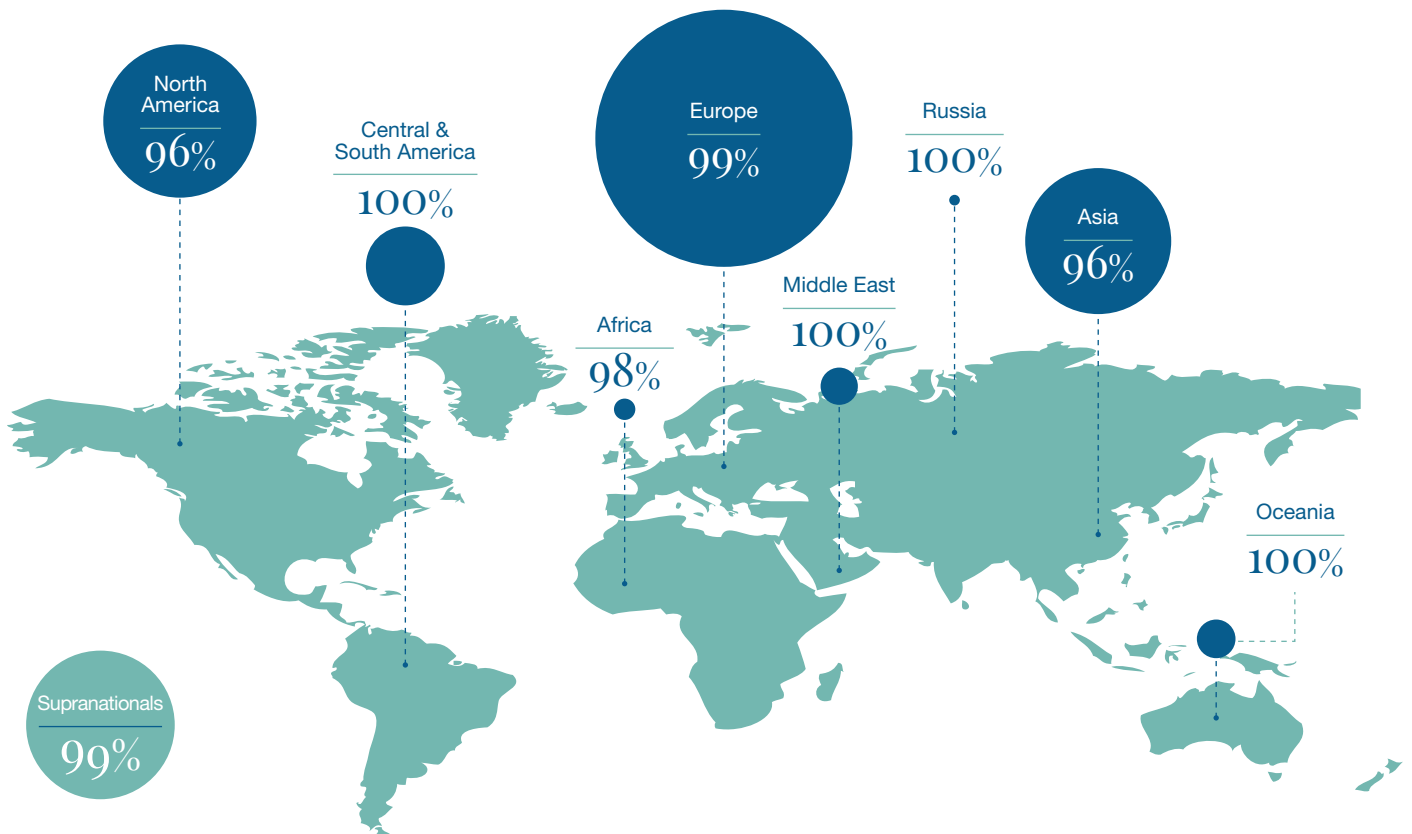 North
America
96%
Central &
South America
100%
Europe
99%
Russia
100%
Asia
96%
Middle East
100%
Africa
98%
Oceania
100%
Supranationals
99%